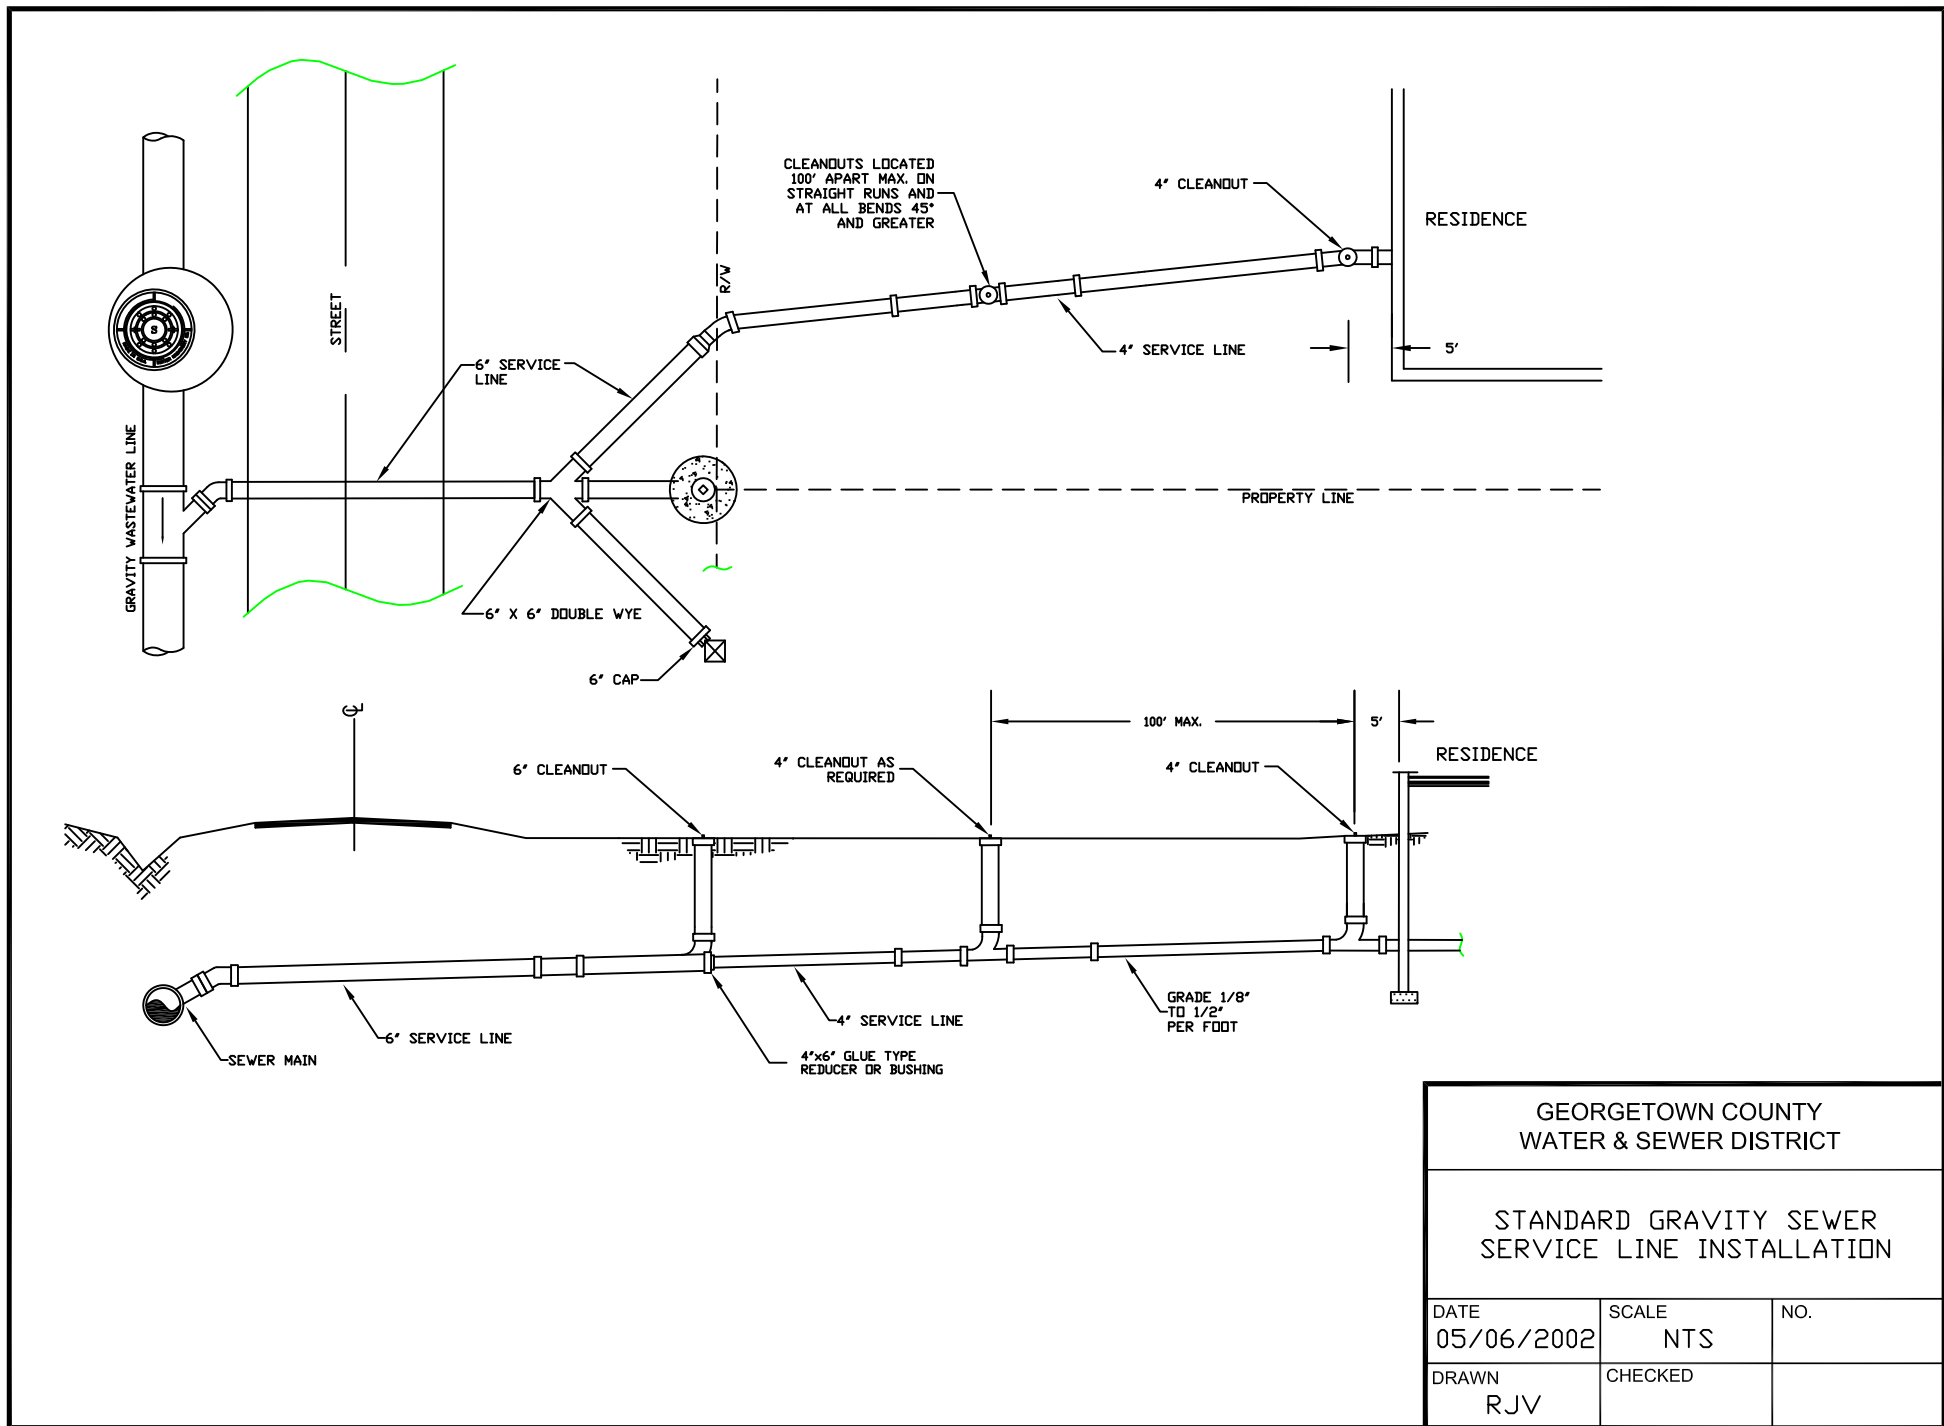 CLEANOUTS LOCATED
100' APART MAX. ON
STRAIGHT RUNS AND
AT ALL BENDS 45°
AND GREATER
4" CLEANOUT
RESIDENCE
R/W
STREET
6" SERVICE
LINE
4" SERVICE LINE
5'
S
GRAVITY WASTEWATER LINE
PROPERTY LINE
6" X 6" DOUBLE WYE
6" CAP
CL
100' MAX.
5'
RESIDENCE
6" CLEANOUT
4" CLEANOUT AS
REQUIRED
4" CLEANOUT
GRADE 1/8"
TO 1/2"
PER FOOT
4" SERVICE LINE
6" SERVICE LINE
SEWER MAIN
4"x6" GLUE TYPE
REDUCER OR BUSHING
GEORGETOWN COUNTY
WATER & SEWER DISTRICT
STANDARD GRAVITY SEWER
SERVICE LINE INSTALLATION
DATE
05/06/2002
SCALE
NTS
NO.
DRAWN
RJV
CHECKED